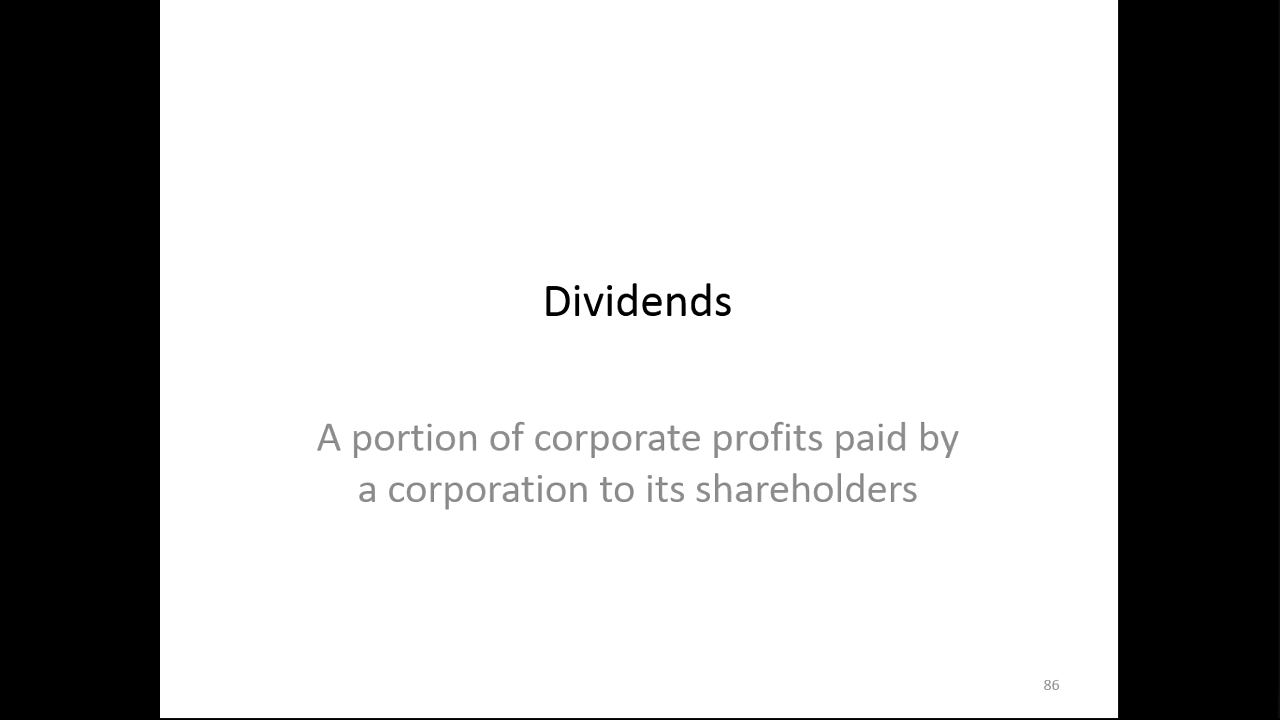 Dividends
A portion of corporate profits paid by
a corporation to its shareholders
86